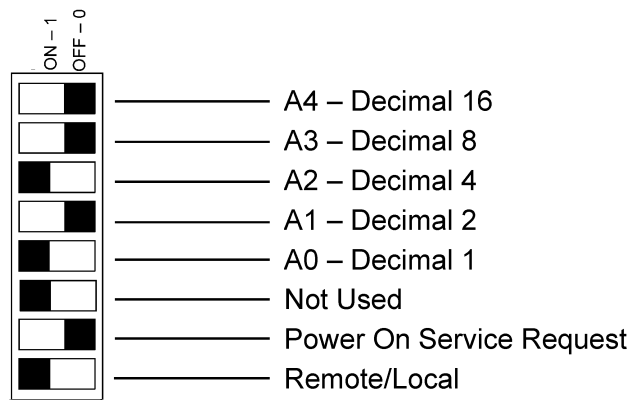 ON – 1
OFF – 0
A4 – Decimal 16
A3 – Decimal 8
A2 – Decimal 4
A1 – Decimal 2
A0 – Decimal 1
Not Used
Power On Service Request
Remote/Local